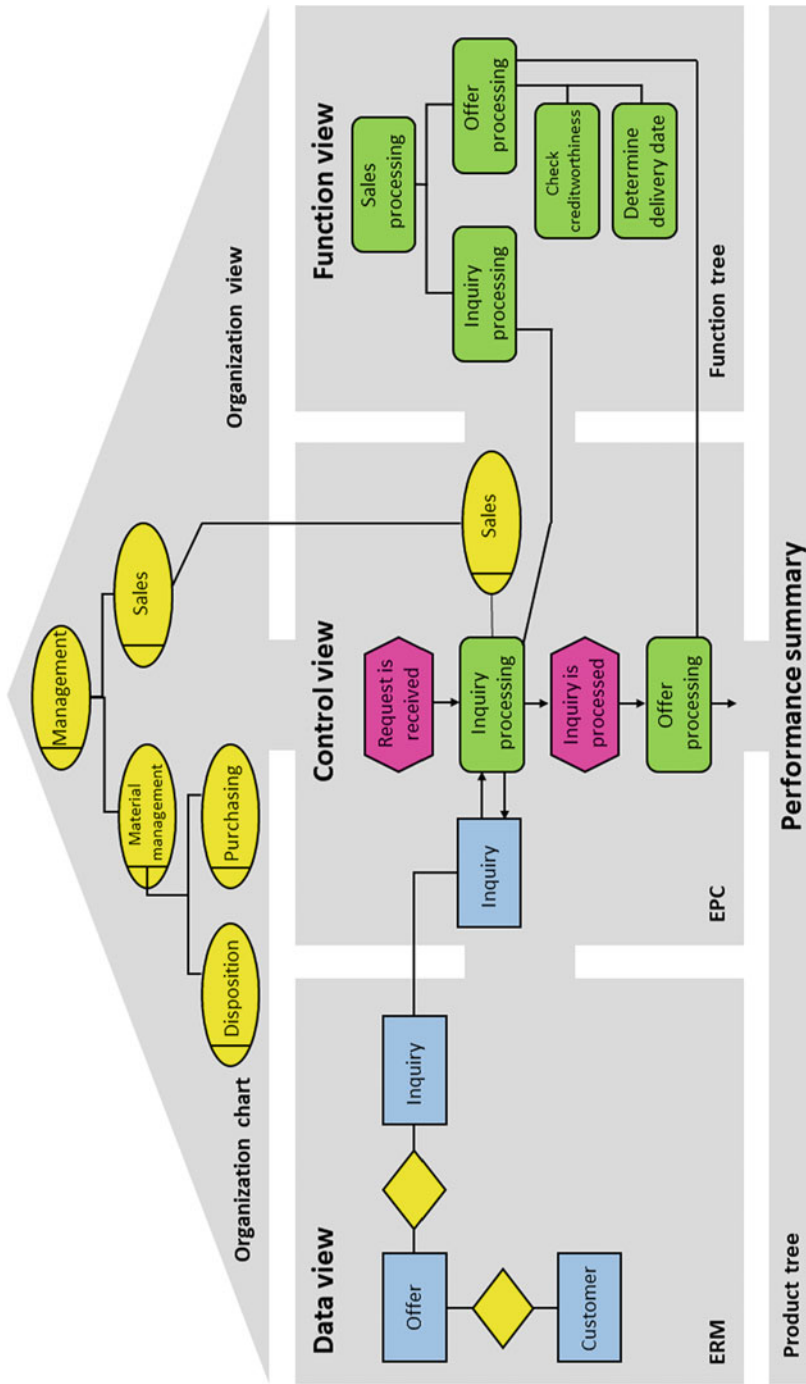 Organization view
Organization chart
Management
Sales
Material
management
Purchasing
Disposition
Data view
Offer
Inquiry
Customer
ERM
Control view
Request is
received
Inquiry
Inquiry
processing
Sales
Inquiry is
processed
Offer
processing
EPC
Function view
Sales
processing
Inquiry
processing
Offer
processing
Check
creditworthiness
Determine
delivery date
Function tree
Performance summary
Product tree